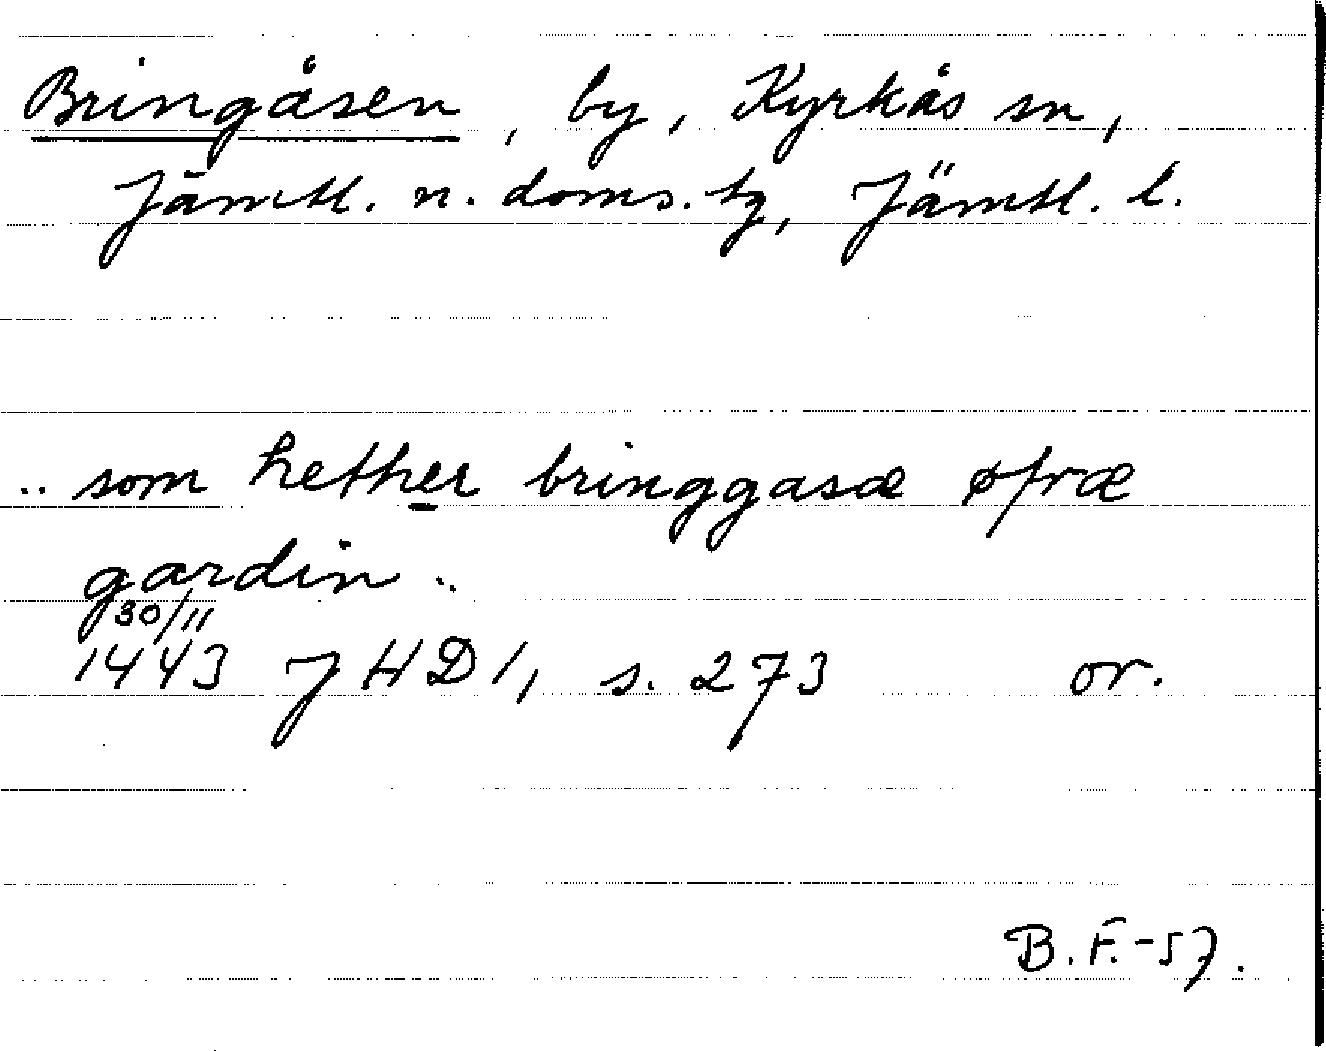 Bringåsen, by, Kyrkås sn,
Jämtl. n. doms. tg, Jämtl. l.
.. som hether bringgasæ øfræ
gardin ..
30/11
1443 JHD 1, s. 273 or.
B.F.-57.